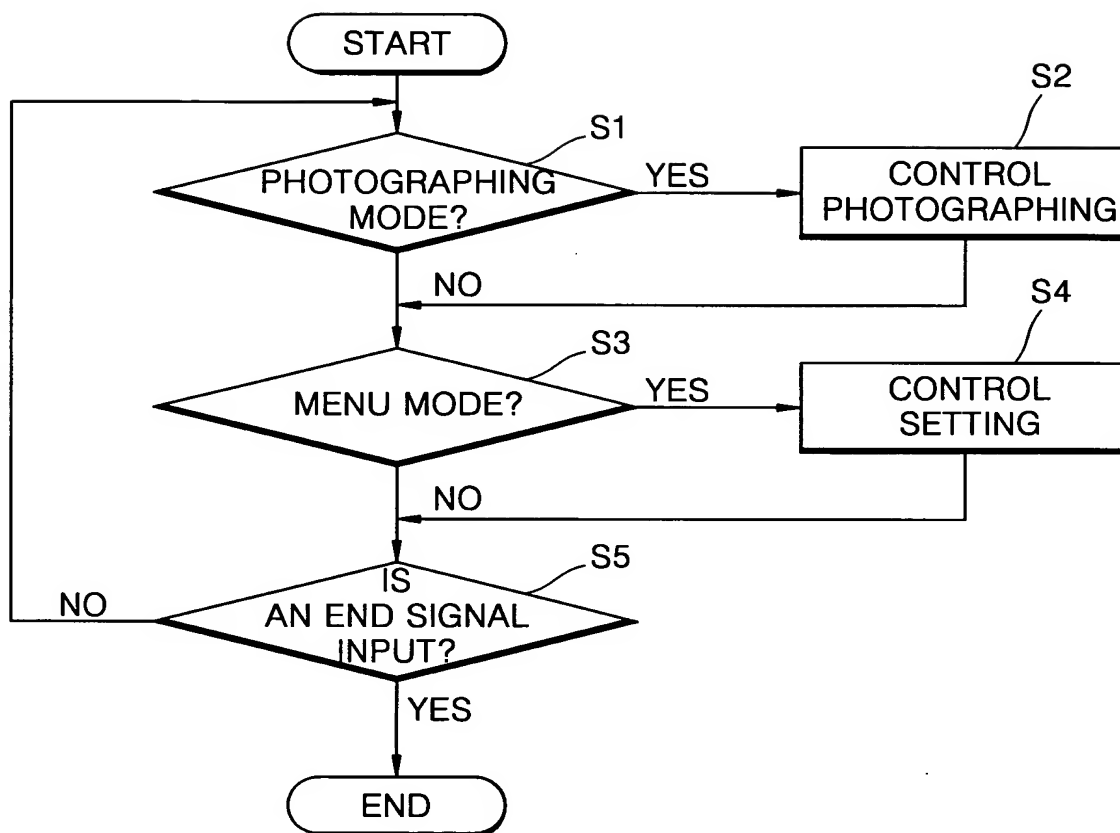 START
S1
S2
PHOTOGRAPHING
MODE?
YES
CONTROL
PHOTOGRAPHING
NO
S3
S4
MENU MODE?
YES
CONTROL
SETTING
NO
S5
IS
AN END SIGNAL
INPUT?
NO
YES
END